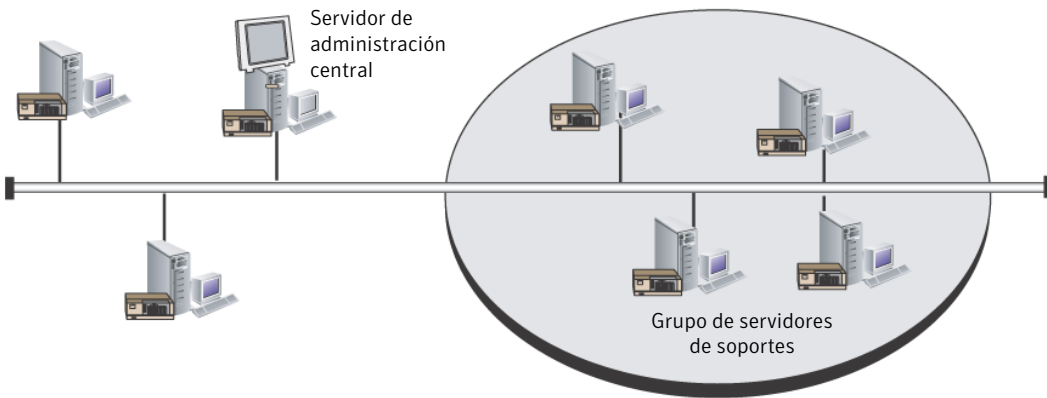 Servidor de
administración
central
Grupo de servidores
de soportes